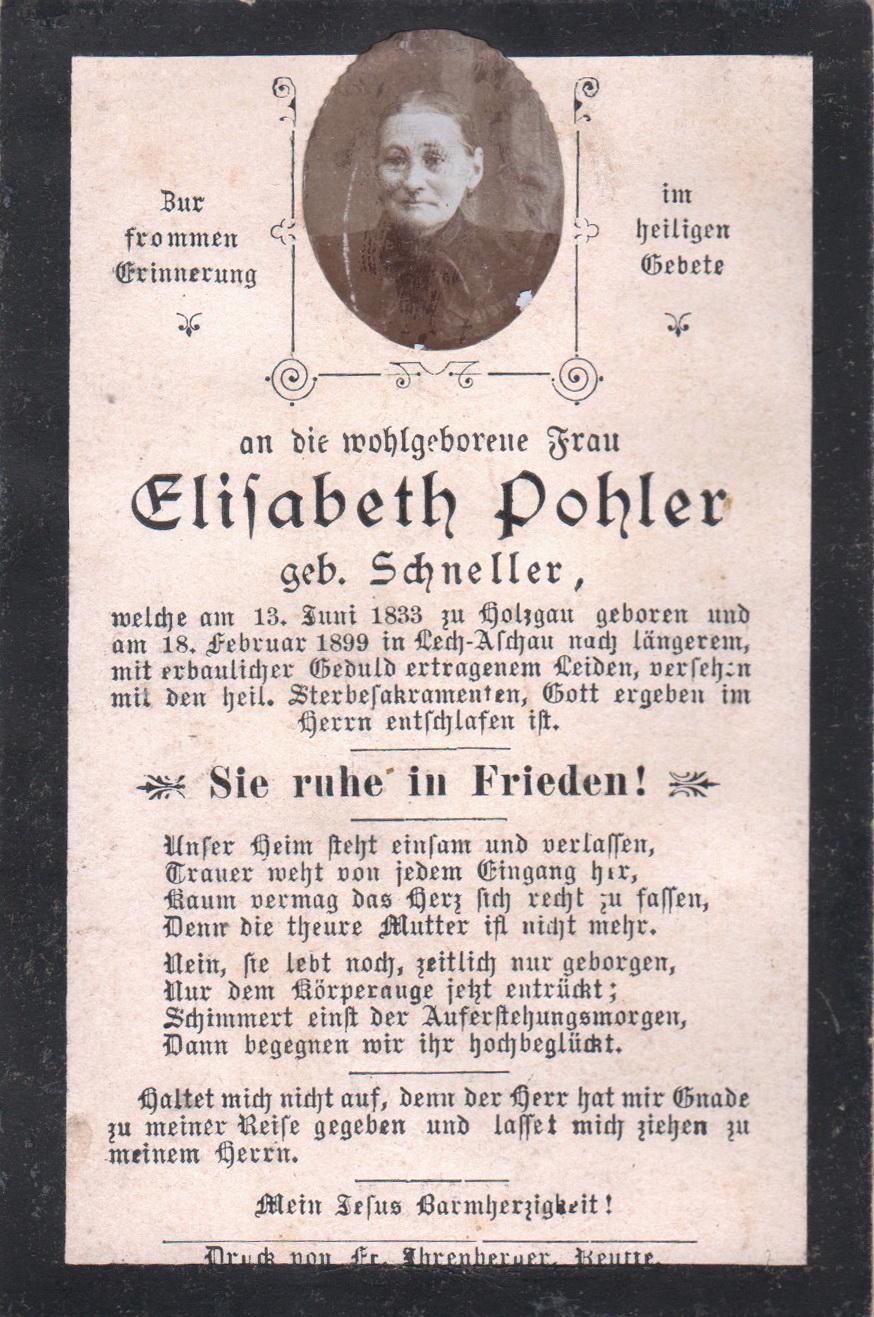 Zur
frommen
Erinnerung
im
heiligen
Gebete
an die wohlgeborene Frau
Elisabeth Pohler
geb. Schneller,
welche am 13. Juni 1833 zu Holzgau geboren und
am 18. Februar 1899 in Lech-Aschau nach längerem,
mit erbaulicher Geduld ertragenem Leiden, versehen
mit den heil. Sterbesakramenten, Gott ergeben im
Herrn entschlafen ist.
Sie ruhe in Frieden!
Unser Heim steht einsam und verlassen,
Trauer weht von jedem Eingang her,
Kaum vermag das Herz sich recht zu fassen,
Denn die theure Mutter ist nicht mehr.
Nein, sie lebt noch, zeitlich nur geborgen,
Nur dem Körperauge jetzt entrückt;
Schimmert einst der Auferstehungsmorgen,
Dann begegnen wir ihr hochbeglückt.
Haltet mich nicht auf, denn der Herr hat mir Gnade
zu meiner Reise gegeben und lasset mich ziehen zu
meinem Herrn.
Mein Jesus Barmherzigkeit!
Druck von Fr. Ihrenberger, Reutte.